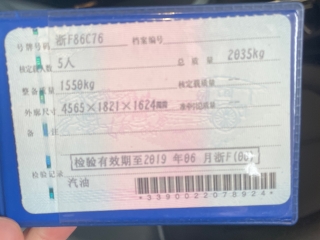 号牌号码 浙F86C76 档案编号
核定载人数 5人 总质量 2035kg
整备质量 1550kg 核定载质量 --
外廓尺寸 4565×1821×1624mm 准牵引总质量 --
备注
检验有效期至2019 年06 月浙F(00)
检验记录
汽油
*3390022078924*